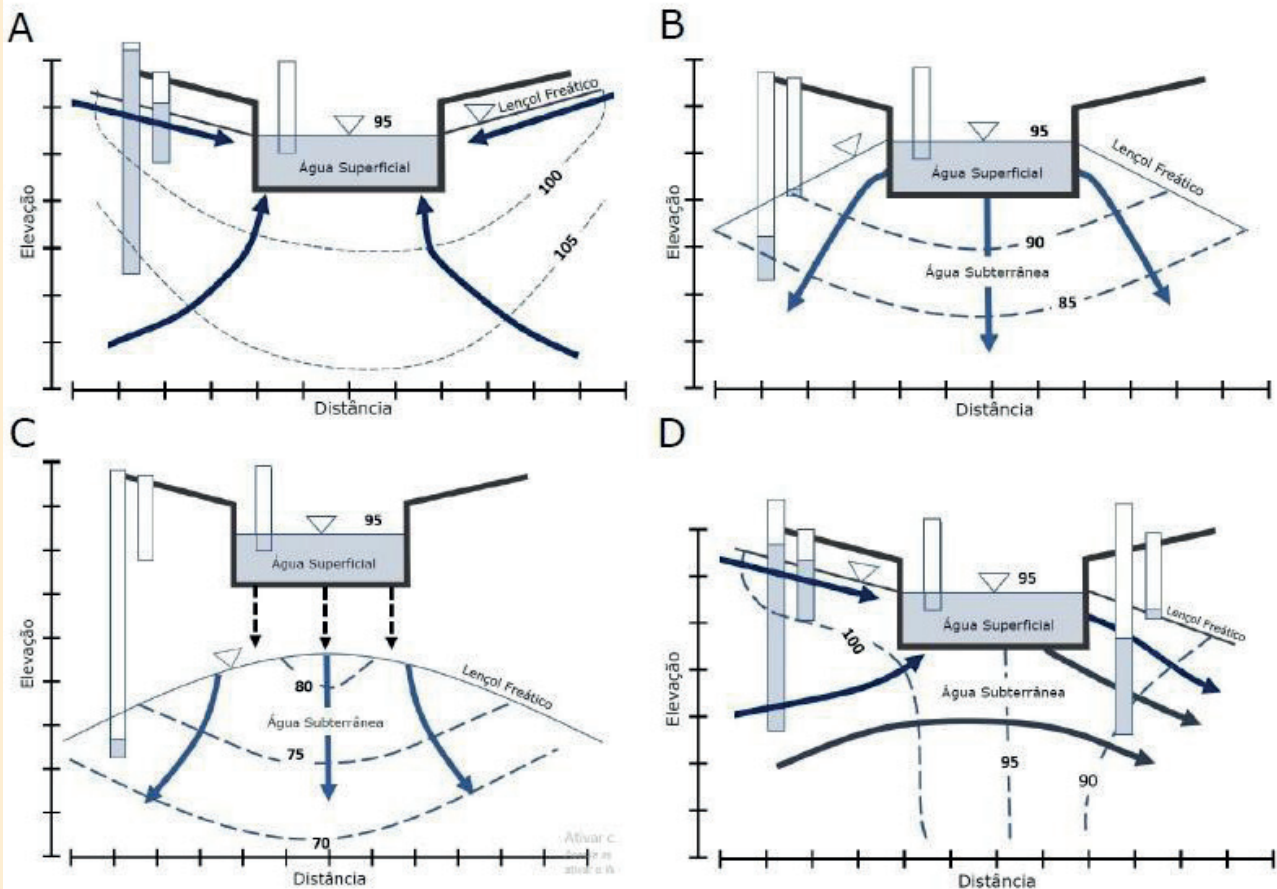 A
95
Lençol Freático
Água Superficial
100
105
Elevação
Distância
B
95
Água Superficial
Lençol Freático
90
Água Subterrânea
85
Elevação
Distância
C
95
Água Superficial
80
Lençol Freático
Água Subterrânea
75
70
Elevação
Distância
Ativar c
D
95
Água Superficial
Lençol Freático
100
Água Subterrânea
95
90
Elevação
Distância